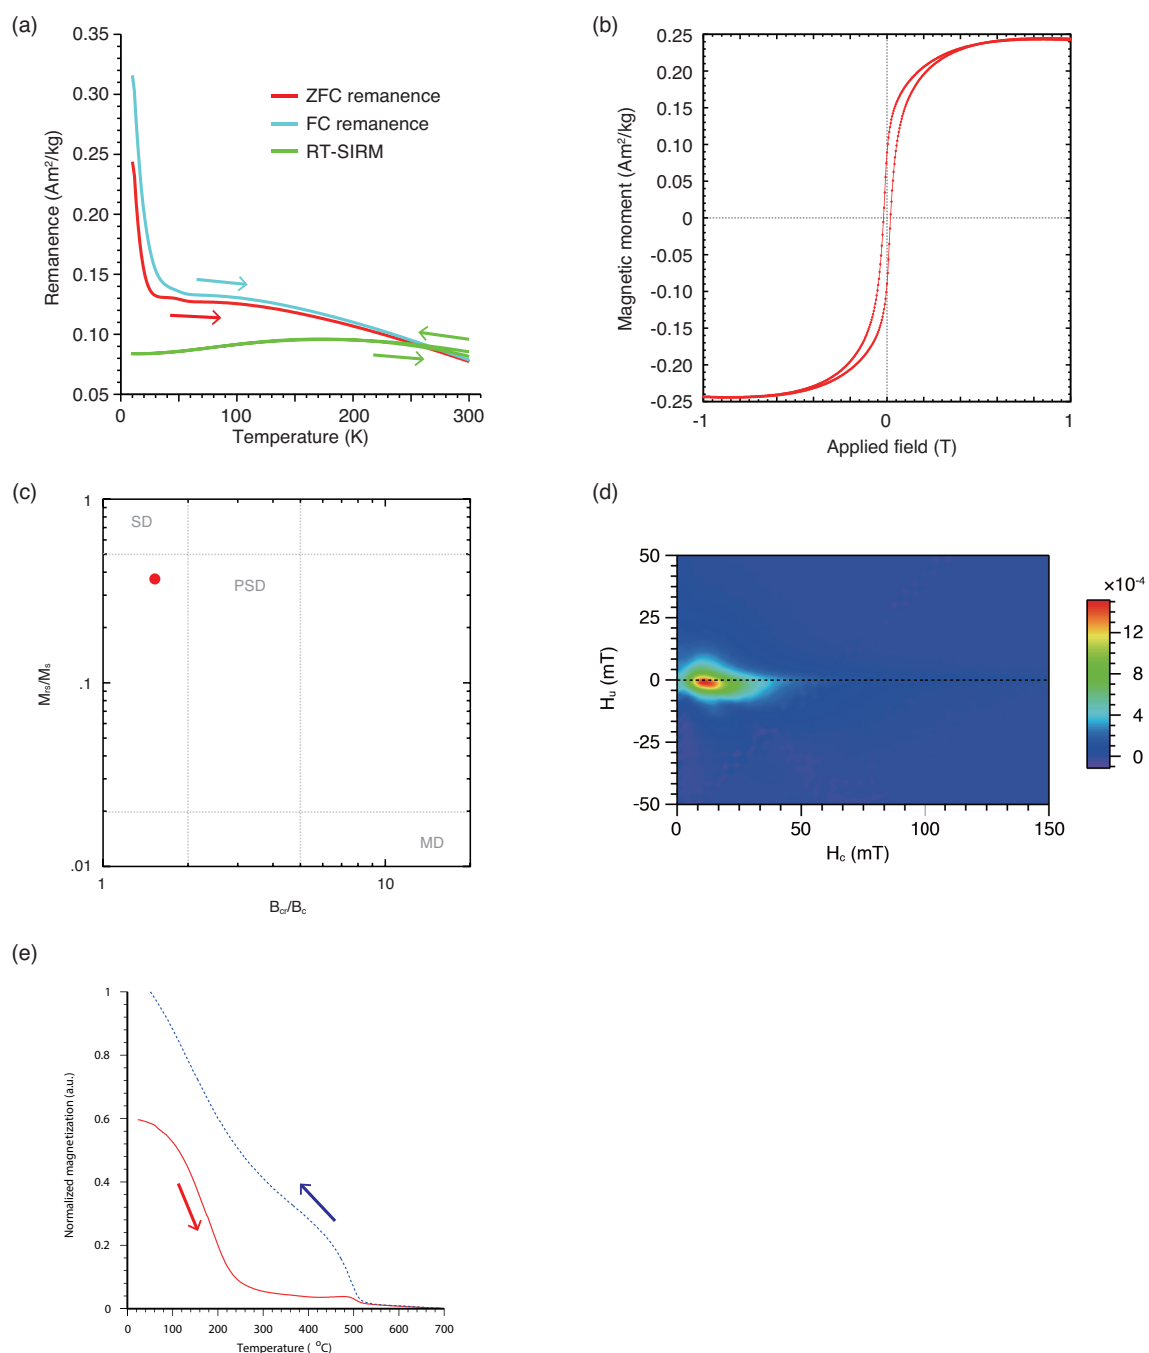 (a)
0.35
0.30
0.25
0.20
0.15
0.10
0.05
Remanence (Am²/kg)
ZFC remanence
FC remanence
RT-SIRM
0
100
200
300
Temperature (K)
(b)
0.25
0.20
0.15
0.10
0.05
0
-0.05
-0.10
-0.15
-0.20
-0.25
Magnetic moment (Am²/kg)
-1
0
1
Applied field (T)
(c)
1
.1
.01
Mrs/Ms
SD
PSD
MD
1
10
Bcr/Bc
(d)
50
25
0
-25
-50
Hu (mT)
0
50
100
150
Hc (mT)
×10-4
12
8
4
0
(e)
1
0.8
0.6
0.4
0.2
0
Normalized magnetization (a.u.)
0
100
200
300
400
500
600
700
Temperature ( °C)